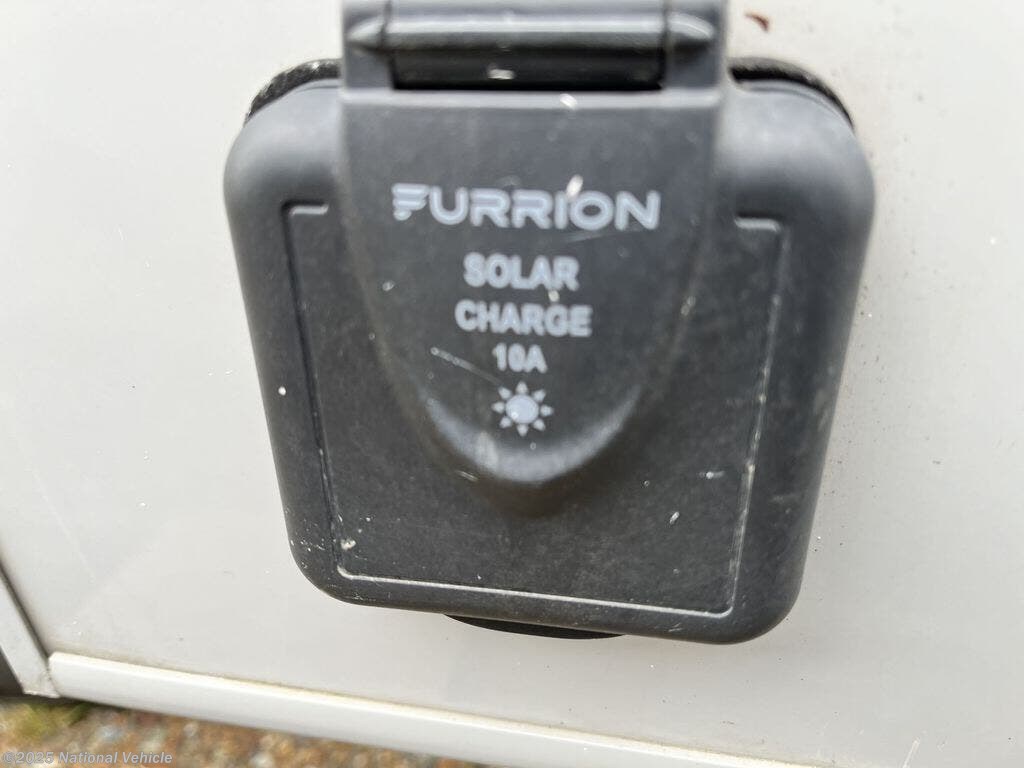 FURRION
SOLAR
CHARGE
10A
©2025 National Vehicle